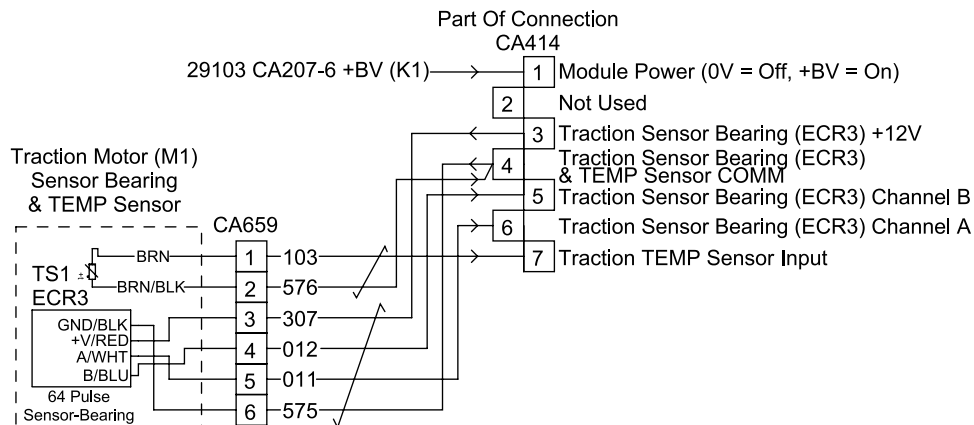 Part Of Connection
CA414
29103 CA207-6 +BV (K1)
1 Module Power (0V = Off, +BV = On)
2 Not Used
3 Traction Sensor Bearing (ECR3) +12V
4 Traction Sensor Bearing (ECR3)
& TEMP Sensor COMM
5 Traction Sensor Bearing (ECR3) Channel B
6 Traction Sensor Bearing (ECR3) Channel A
7 Traction TEMP Sensor Input
Traction Motor (M1)
Sensor Bearing
& TEMP Sensor
CA659
BRN 1 103
TS1
BRN/BLK 2 576
ECR3
GND/BLK
+V/RED
A/WHT
B/BLU
3 307
4 012
5 011
6 575
64 Pulse
Sensor-Bearing